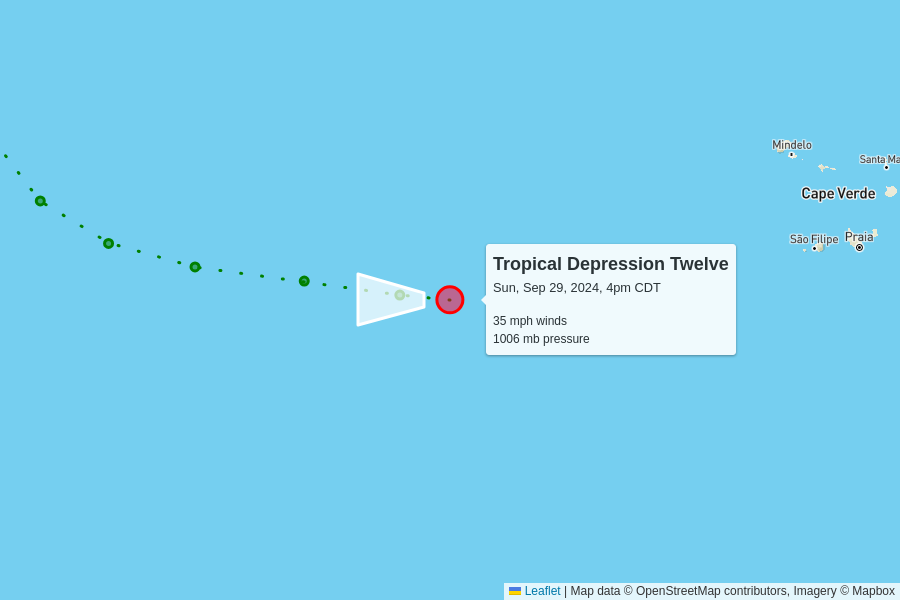 Mindelo
Santa Ma
Cape Verde
São Filipe
Praia
Tropical Depression Twelve
Sun, Sep 29, 2024, 4pm CDT
35 mph winds
1006 mb pressure
Leaflet | Map data © OpenStreetMap contributors, Imagery © Mapbox